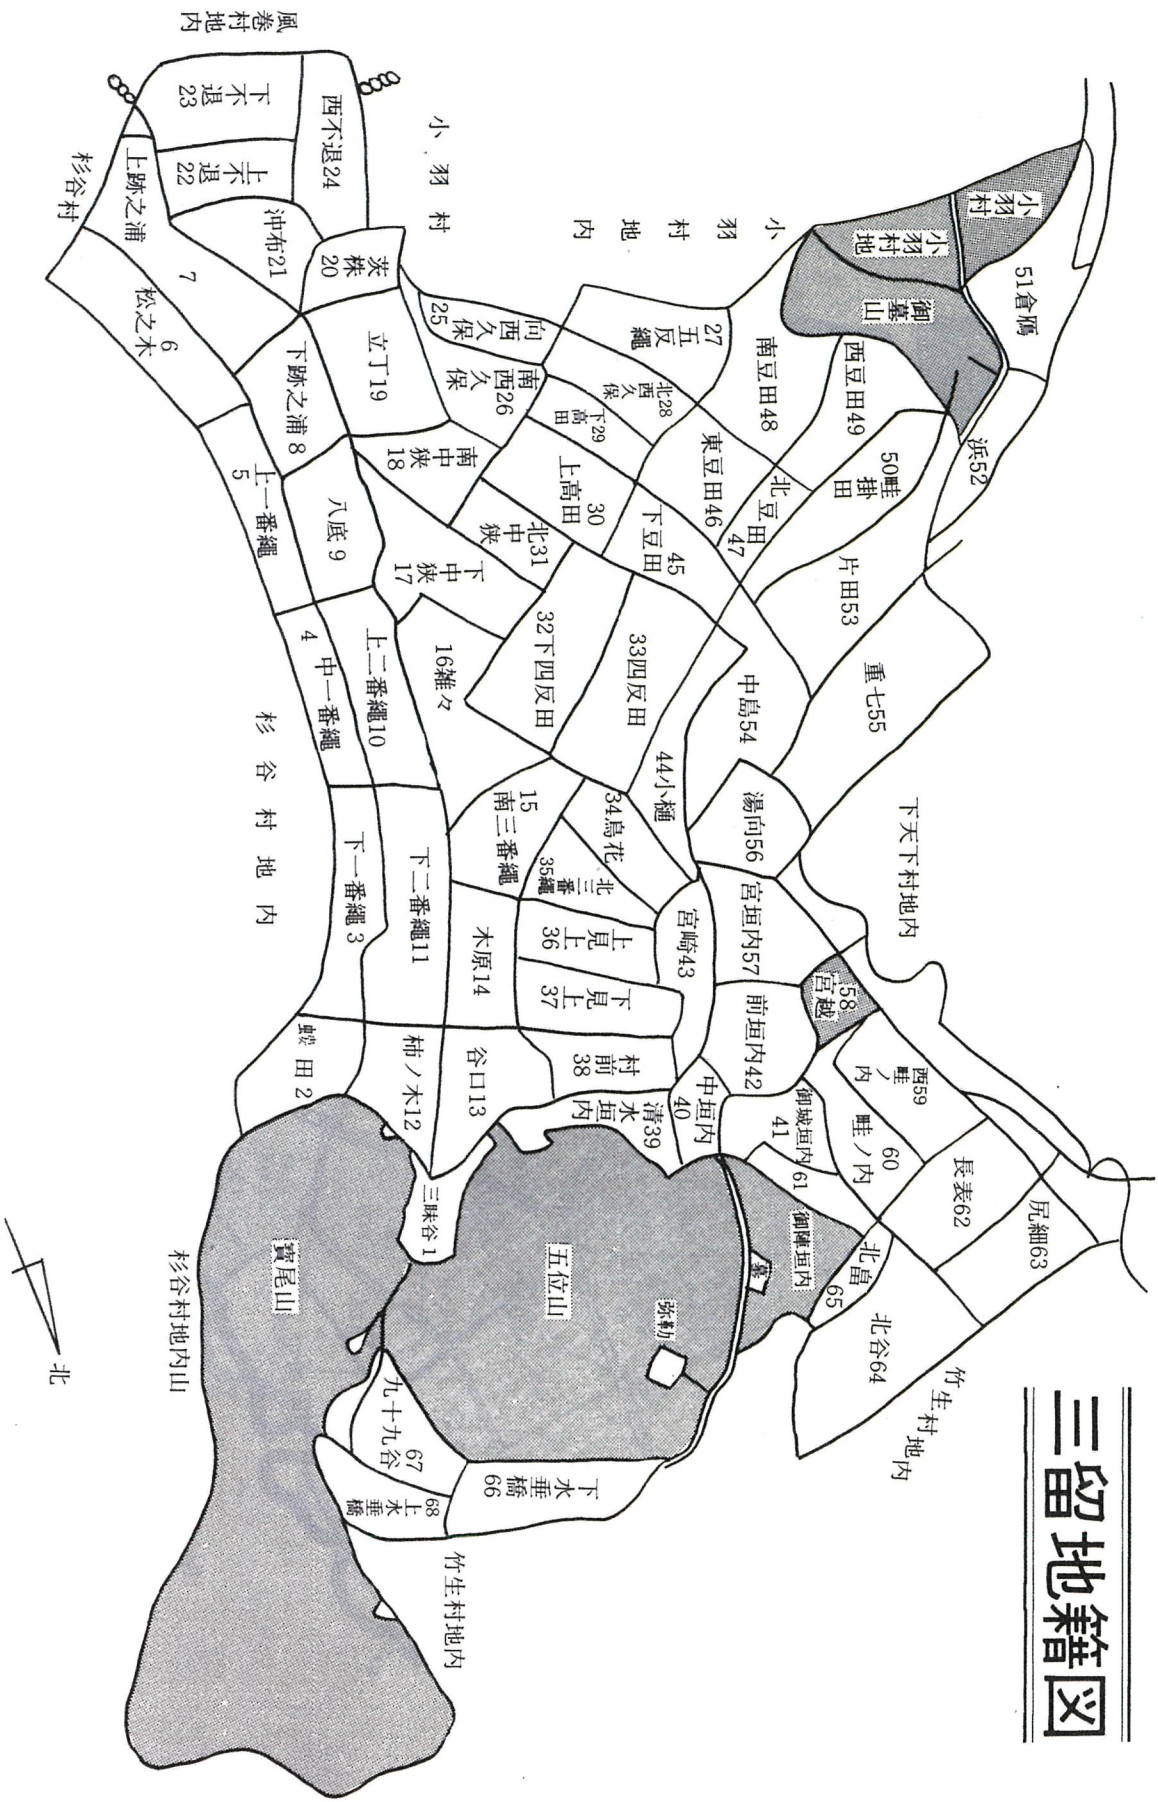 三留地籍図
風巻村地内
小羽村
小羽村地内
小羽村
小羽村地
御墓山
下天下村地内
竹生村地内
竹生村地内
杉谷村
杉谷村地内
杉谷村地内山
寳尾山
五位山
弥勒
墓
北
三昧谷1
田2
下一番縄3
中一番縄4
上一番縄5
松之木6
上跡之浦7
下跡之浦8
八底9
上二番縄10
下二番縄11
柿ノ木12
谷口13
木原14
南三番縄15
16雑々
下中狭17
南中狭18
立丁19
茨株20
沖布21
上不退22
下不退23
西不退24
向西久保25
南西久保26
27五反縄
北西久保28
下高田29
上高田30
北中狭31
32下四反田
33四反田
34鳥花
北三番縄35
上見上36
下見上37
村前38
清水垣内39
中垣内40
御城垣内41
前垣内42
宮崎43
44小樋
下豆田45
東豆田46
北豆田47
南豆田48
西豆田49
50畦掛田
51倉鴈
浜52
片田53
中島54
重七55
湯向56
宮垣内57
58宮越
西畦ノ内59
畦ノ内60
御陣垣内61
長表62
尻細63
北谷64
北畠65
下水垂橋66
九十九谷67
上水垂橋68